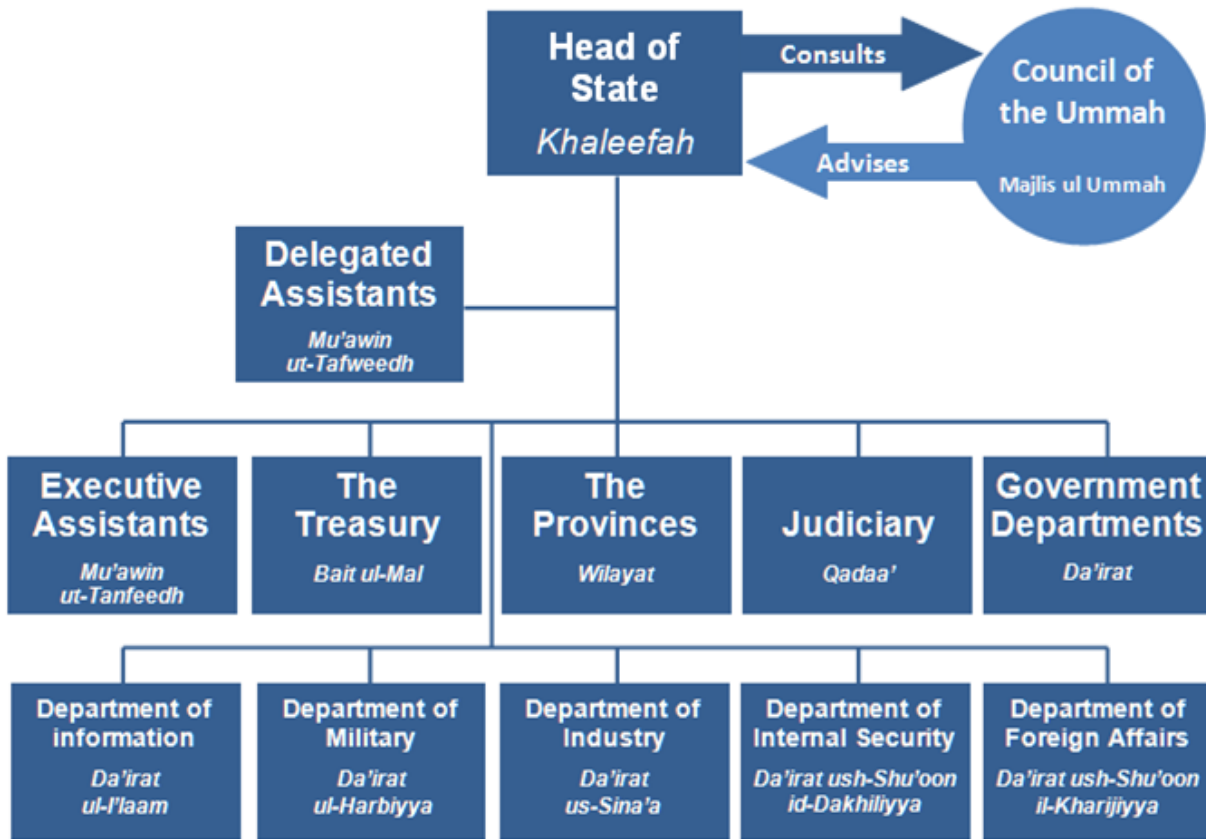 Head of
State
Khaleefah
Consults
Council of
the Ummah
Majlis ul Ummah
Advises
Delegated
Assistants
Mu'awin
ut-Tafweedh
Executive
Assistants
Mu'awin
ut-Tanfeedh
The
Treasury
Bait ul-Mal
The
Provinces
Wilayat
Judiciary
Qadaa'
Government
Departments
Da'irat
Department of
information
Da'irat
ul-I'laam
Department of
Military
Da'irat
ul-Harbiyya
Department of
Industry
Da'irat
us-Sina'a
Department of
Internal Security
Da'irat ush-Shu'oon
id-Dakhiliyya
Department of
Foreign Affairs
Da'irat ush-Shu'oon
il-Kharijiyya